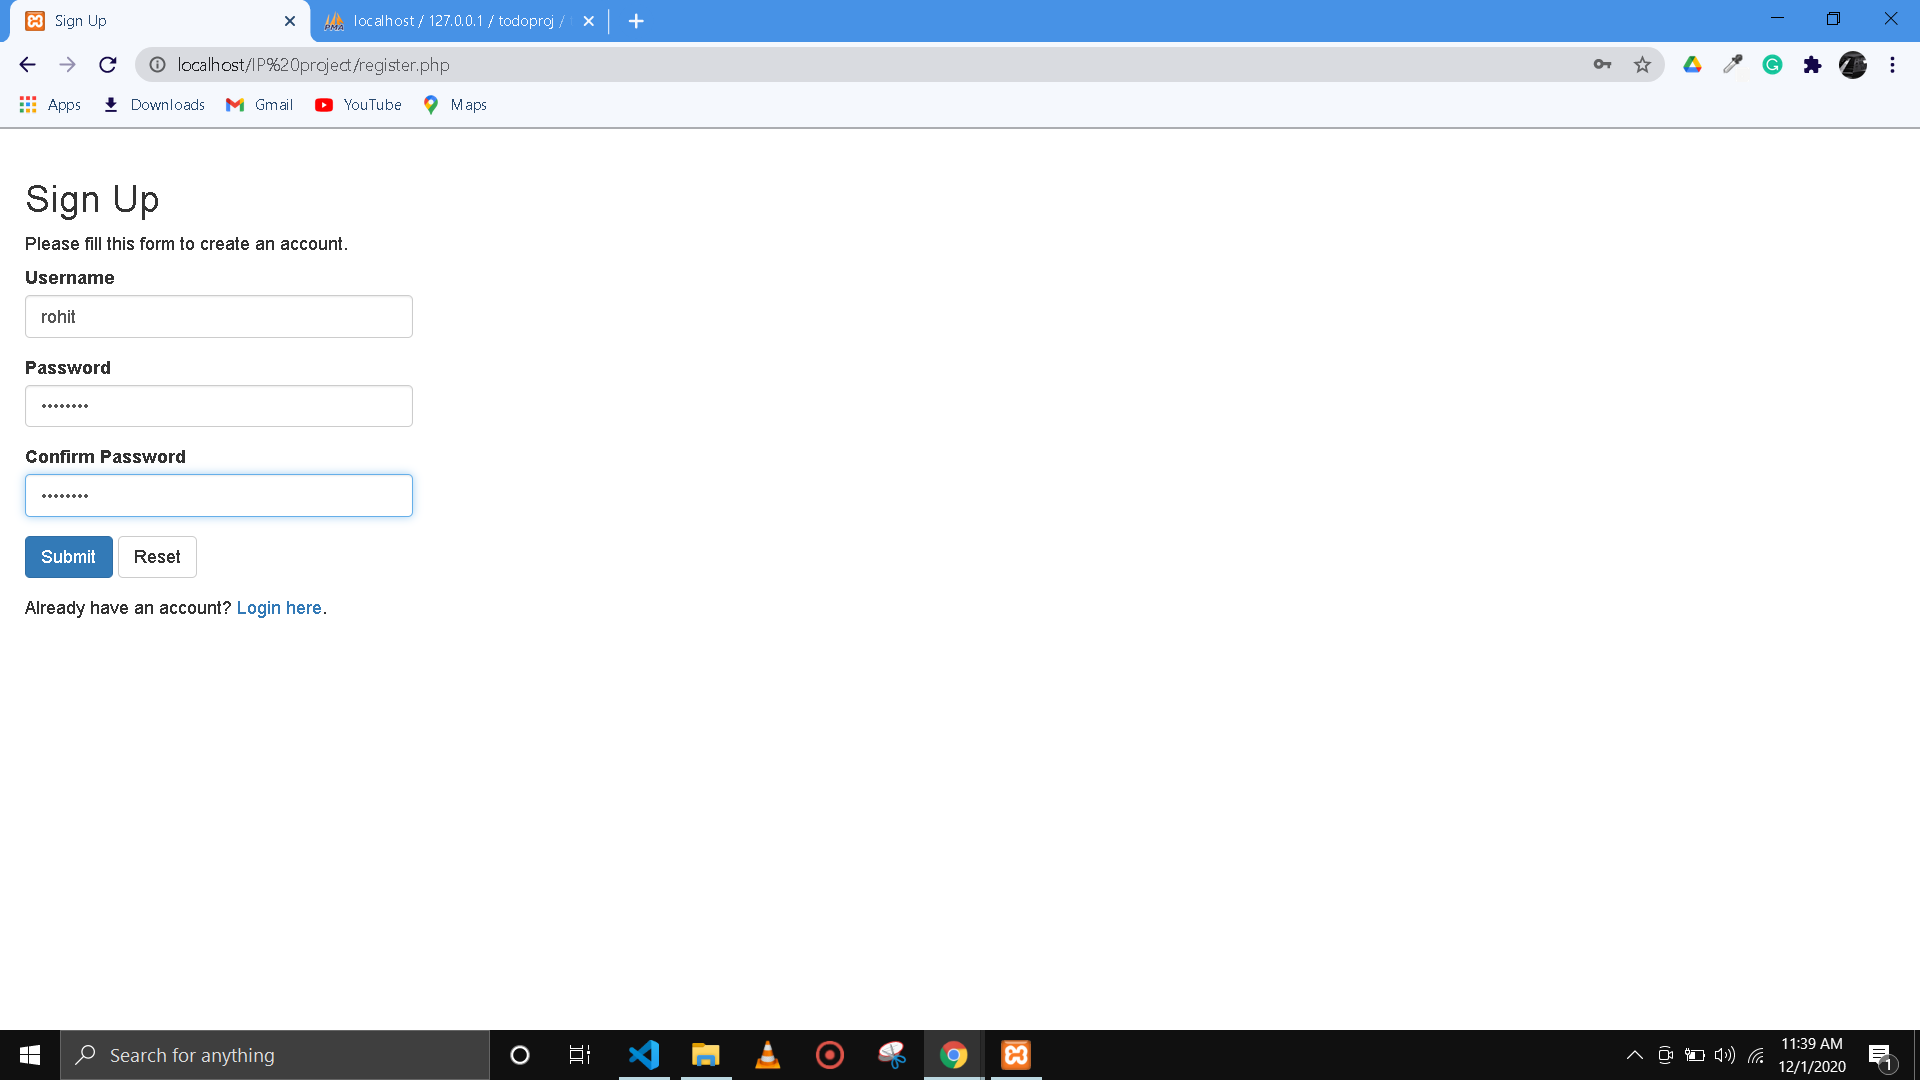 Sign Up
localhost / 127.0.0.1 / todoproj /
localhost/IP%20project/register.php
Apps
Downloads
Gmail
YouTube
Maps
Sign Up
Please fill this form to create an account.
Username
rohit
Password
••••••••
Confirm Password
••••••••
Submit
Reset
Already have an account? Login here.
Search for anything
11:39 AM
12/1/2020
1